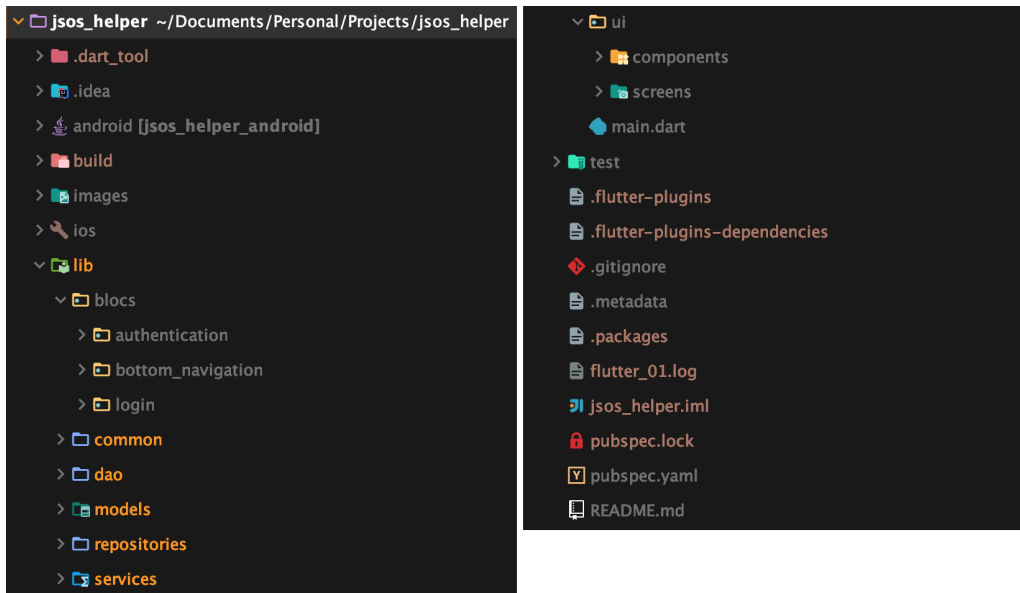 jsos_helper ~/Documents/Personal/Projects/jsos_helper
.dart_tool
.idea
android [jsos_helper_android]
build
images
ios
lib
blocs
authentication
bottom_navigation
login
common
dao
models
repositories
services
ui
components
screens
main.dart
test
.flutter-plugins
.flutter-plugins-dependencies
.gitignore
.metadata
.packages
flutter_01.log
jsos_helper.iml
pubspec.lock
pubspec.yaml
README.md